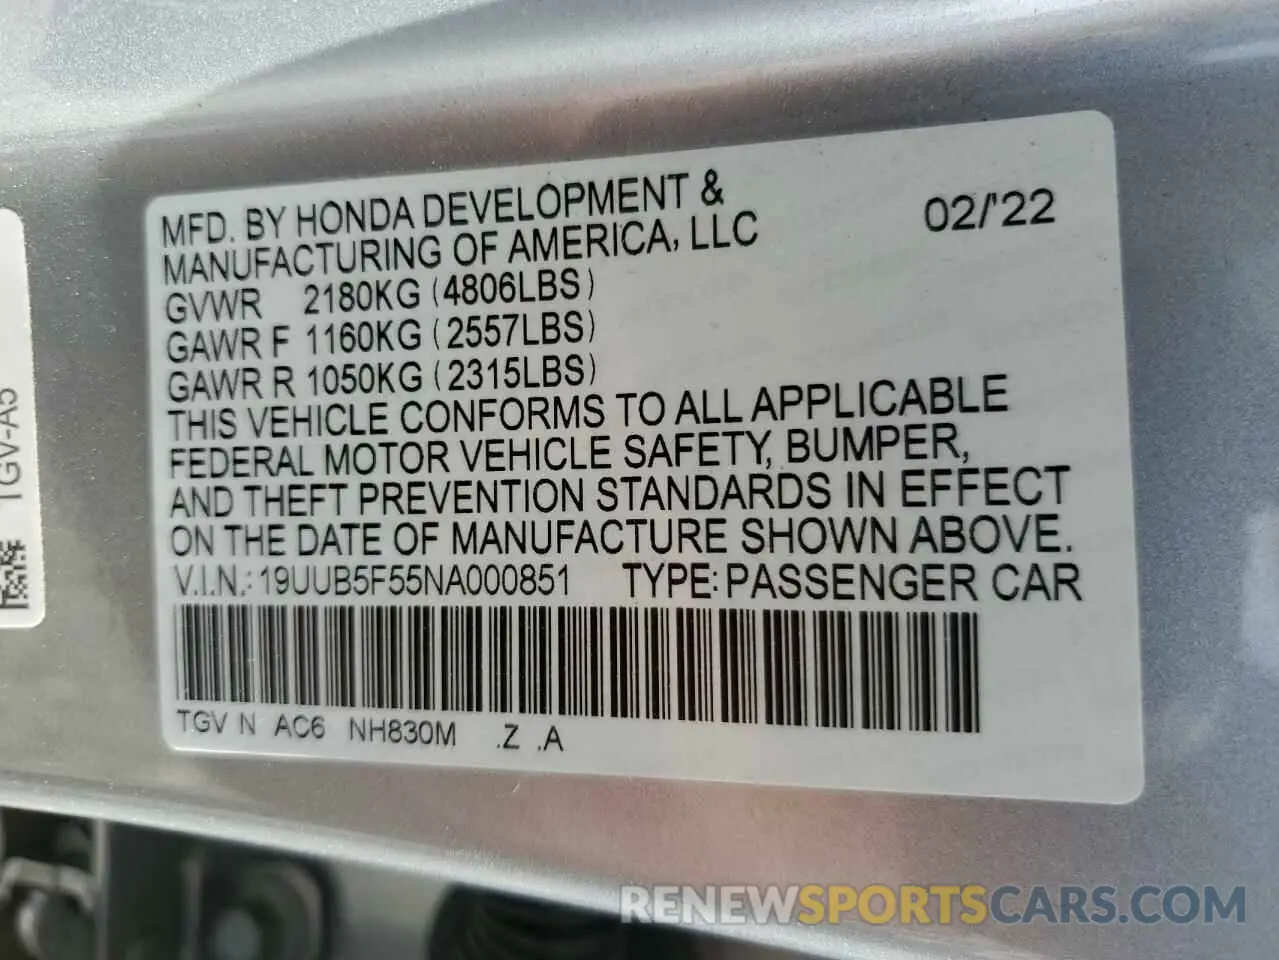 MFD. BY HONDA DEVELOPMENT &
MANUFACTURING OF AMERICA, LLC
02/'22
GVWR 2180KG (4806LBS)
GAWR F 1160KG (2557LBS)
GAWR R 1050KG (2315LBS)
THIS VEHICLE CONFORMS TO ALL APPLICABLE
FEDERAL MOTOR VEHICLE SAFETY, BUMPER,
AND THEFT PREVENTION STANDARDS IN EFFECT
ON THE DATE OF MANUFACTURE SHOWN ABOVE.
V.I.N.: 19UUB5F55NA000851 TYPE: PASSENGER CAR
TGV N AC6 NH830M .Z .A
TGV-A5
RENEWSPORTSCARS.COM